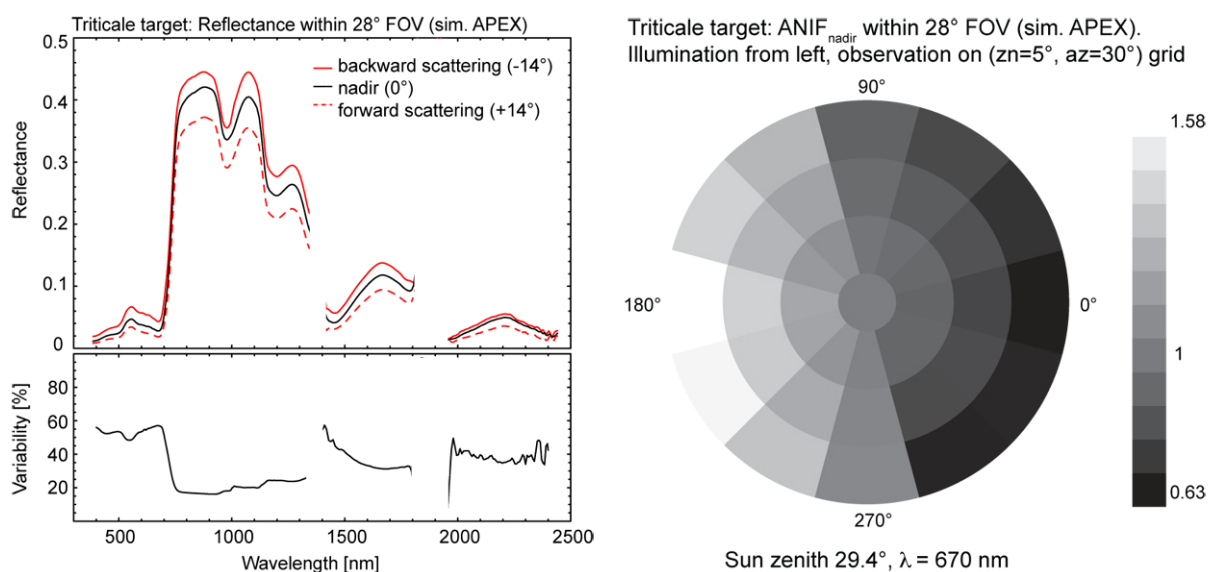 Triticale target: Reflectance within 28° FOV (sim. APEX)
0.5
0.4
0.3
0.2
0.1
0
Reflectance
backward scattering (-14°)
nadir (0°)
forward scattering (+14°)
80
60
40
20
Variability [%]
500
1000
1500
2000
2500
Wavelength [nm]
Triticale target: ANIFnadir within 28° FOV (sim. APEX).
Illumination from left, observation on (zn=5°, az=30°) grid
90°
180°
0°
270°
1.58
1
0.63
Sun zenith 29.4°, λ = 670 nm